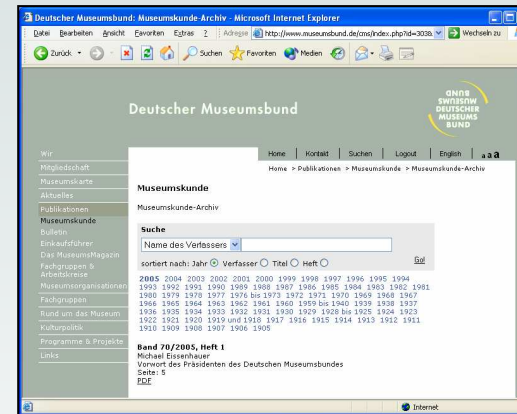 Deutscher Museumsbund: Museumskunde-Archiv - Microsoft Internet Explorer
Datei Bearbeiten Ansicht Favoriten Extras ? Adresse http://www.museumsbund.de/cms/index.php?id=303& Wechseln zu
Zurück Suchen Favoriten Medien
Deutscher Museumsbund
BUND
MUSEUMS
DEUTSCHER
DEUTSCHER
MUSEUMS
BUND
Home | Kontakt | Suchen | Logout | English | a a a
Home > Publikationen > Museumskunde > Museumskunde-Archiv
Wir
Mitgliedschaft
Museumskarte
Aktuelles
Publikationen
Museumskunde
Bulletin
Einkaufsführer
Das MuseumsMagazin
Fachgruppen &
Arbeitskreise
Museumsorganisationen
Fachgruppen
Rund um das Museum
Kulturpolitik
Programme & Projekte
Links
Museumskunde
Museumskunde-Archiv
Suche
Name des Verfassers
sortiert nach: Jahr Verfasser Titel Heft Go!
2005 2004 2003 2002 2001 2000 1999 1998 1997 1996 1995 1994
1993 1992 1991 1990 1989 1988 1987 1986 1985 1984 1983 1982 1981
1980 1979 1978 1977 1976 bis 1973 1972 1971 1970 1969 1968 1967
1966 1965 1964 1963 1962 1961 1960 1959 bis 1940 1939 1938 1937
1936 1935 1934 1933 1932 1931 1930 1929 1928 bis 1925 1924 1923
1922 1921 1920 1919 und 1918 1917 1916 1915 1914 1913 1912 1911
1910 1909 1908 1907 1906 1905
Band 70/2005, Heft 1
Michael Eissenhauer
Vorwort des Präsidenten des Deutschen Museumsbundes
Seite: 5
PDF
Internet